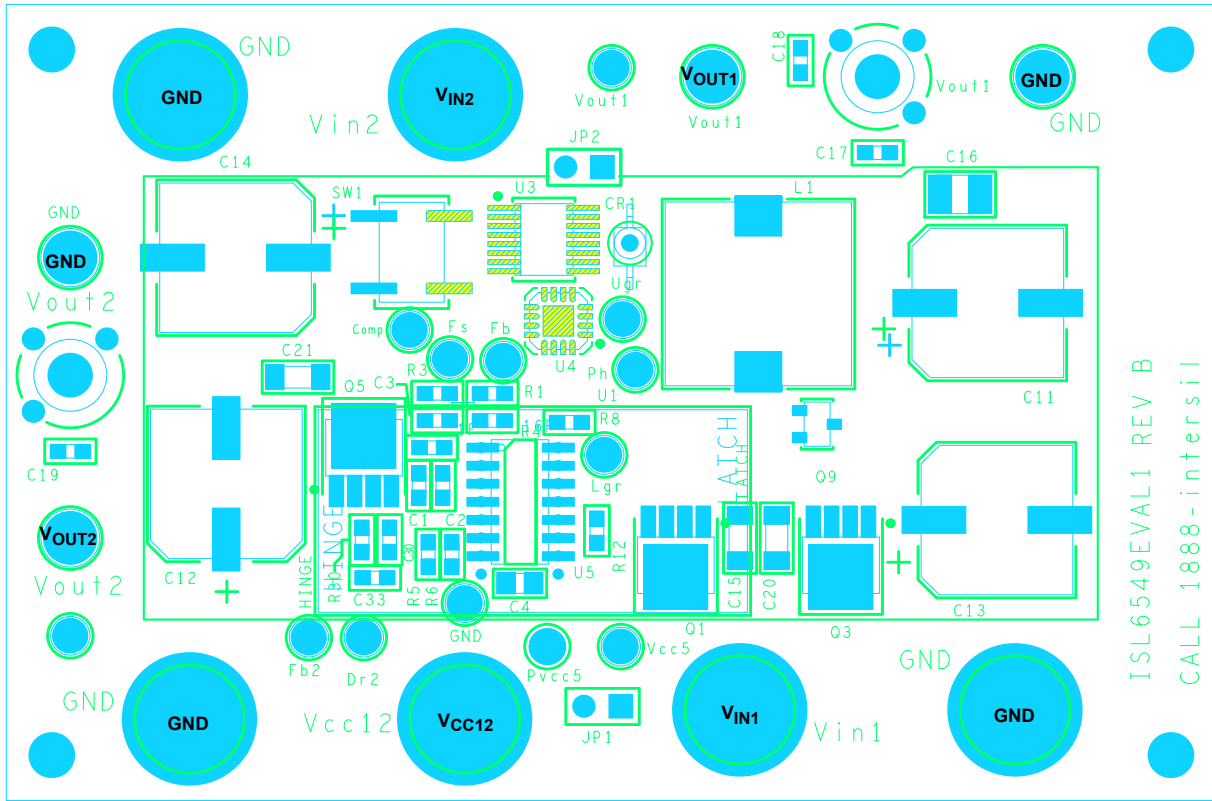 GND
GND
VIN2
Vin2
Vout1
VOUT1
Vout1
C18
Vout1
GND
GND
JP2
C17
C14
C16
SW1
U3
CR1
L1
GND
GND
Vout2
Ugr
Comp
Fs
Fb
U4
Ph
U1
C21
R3
C3
Q5
R1
C11
R8
R4
C19
Lgr
Q9
LATCH
HINGE
C1
C2
VOUT2
Vout2
C12
HINGE
C30
R5
R6
C33
C4
U5
R12
C15
C20
C13
GND
Q1
Q3
Fb2
Dr2
Pvcc5
Vcc5
GND
GND
GND
Vcc12
VCC12
JP1
VIN1
Vin1
GND
ISL6549EVAL1 REV B
CALL 1888-intersil